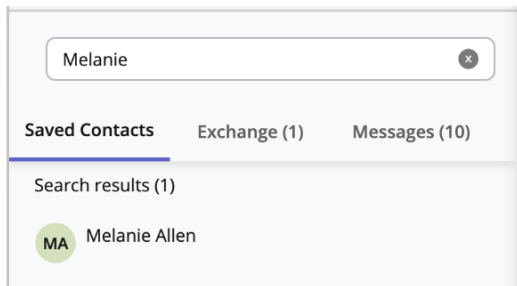 Melanie
x
Saved Contacts Exchange (1) Messages (10)
Search results (1)
MA Melanie Allen